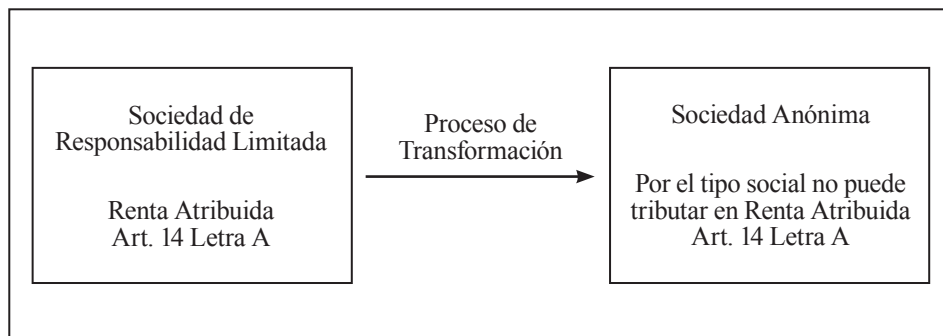 Sociedad de
Responsabilidad Limitada
Renta Atribuida
Art. 14 Letra A
Proceso de
Transformación
Sociedad Anónima
Por el tipo social no puede
tributar en Renta Atribuida
Art. 14 Letra A